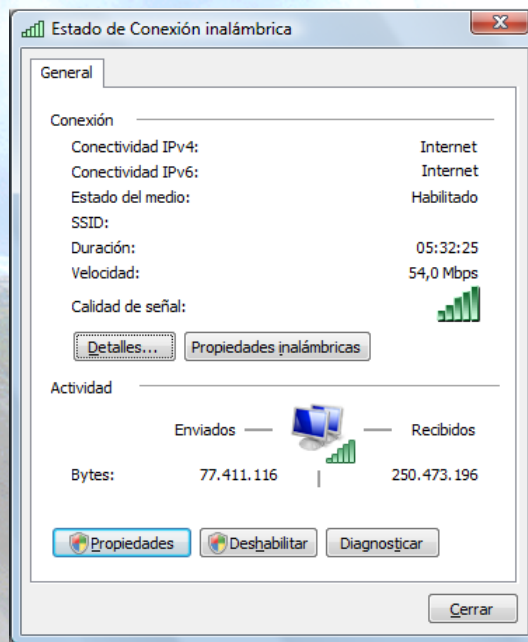 Estado de Conexión inalámbrica
General
Conexión
Conectividad IPv4: Internet
Conectividad IPv6: Internet
Estado del medio: Habilitado
SSID:
Duración: 05:32:25
Velocidad: 54,0 Mbps
Calidad de señal:
Detalles... Propiedades inalámbricas
Actividad
Enviados Recibidos
Bytes: 77.411.116 250.473.196
Propiedades Deshabilitar Diagnosticar
Cerrar